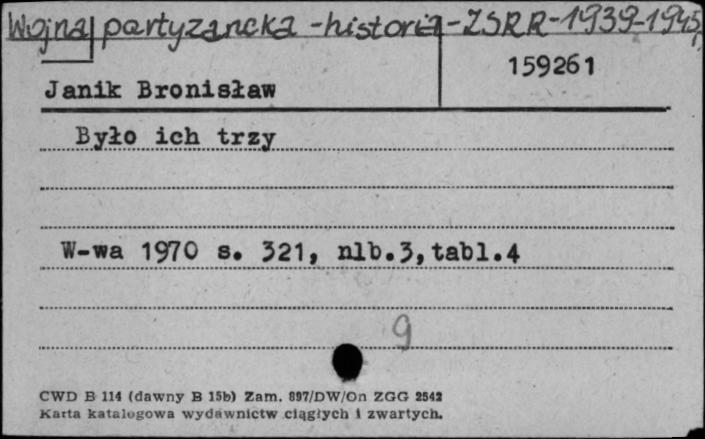 Wojna partyzancka - historia - ZSRR - 1939-1945
159261
Janik Bronisław
Było ich trzy
W-wa 1970 s. 321, nlb.3, tabl.4
9
CWD B 114 (dawny B 15b) Zam. 897/DW/On ZGG 2542
Karta katalogowa wydawnictw ciągłych i zwartych.